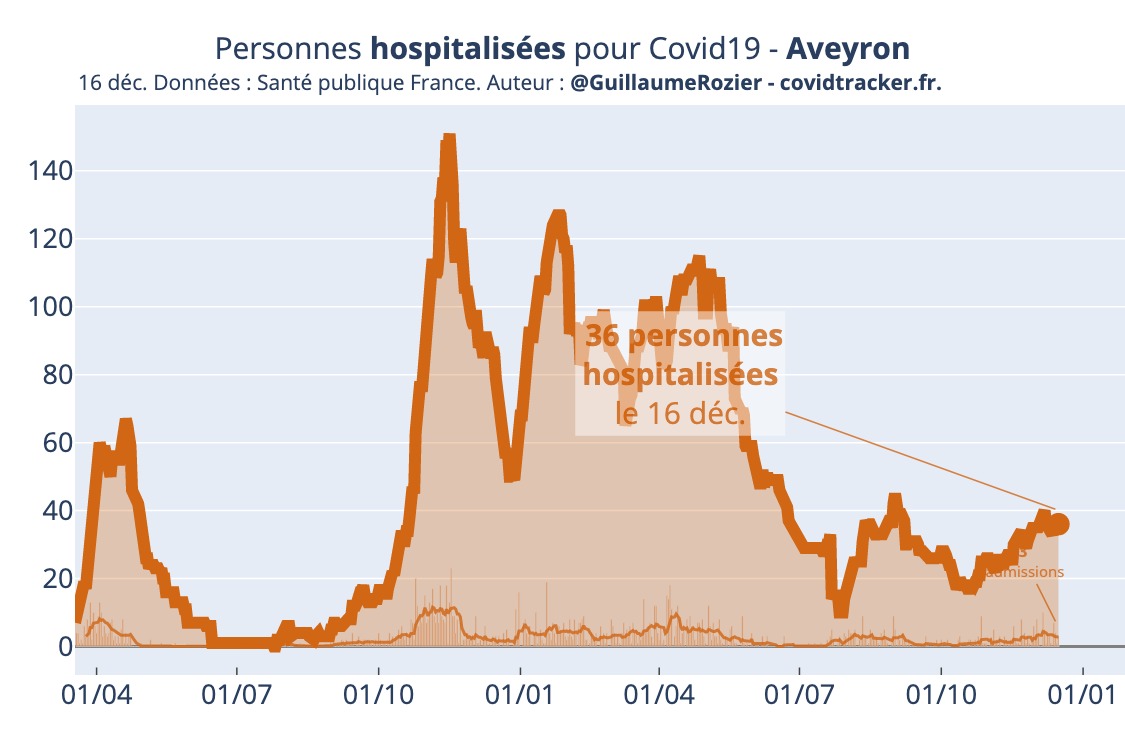 Personnes hospitalisées pour Covid19 - Aveyron
16 déc. Données : Santé publique France. Auteur : @GuillaumeRozier - covidtracker.fr.
140
120
100
80
60
40
20
0
36 personnes
hospitalisées
le 16 déc.
admissions
01/04 01/07 01/10 01/01 01/04 01/07 01/10 01/01